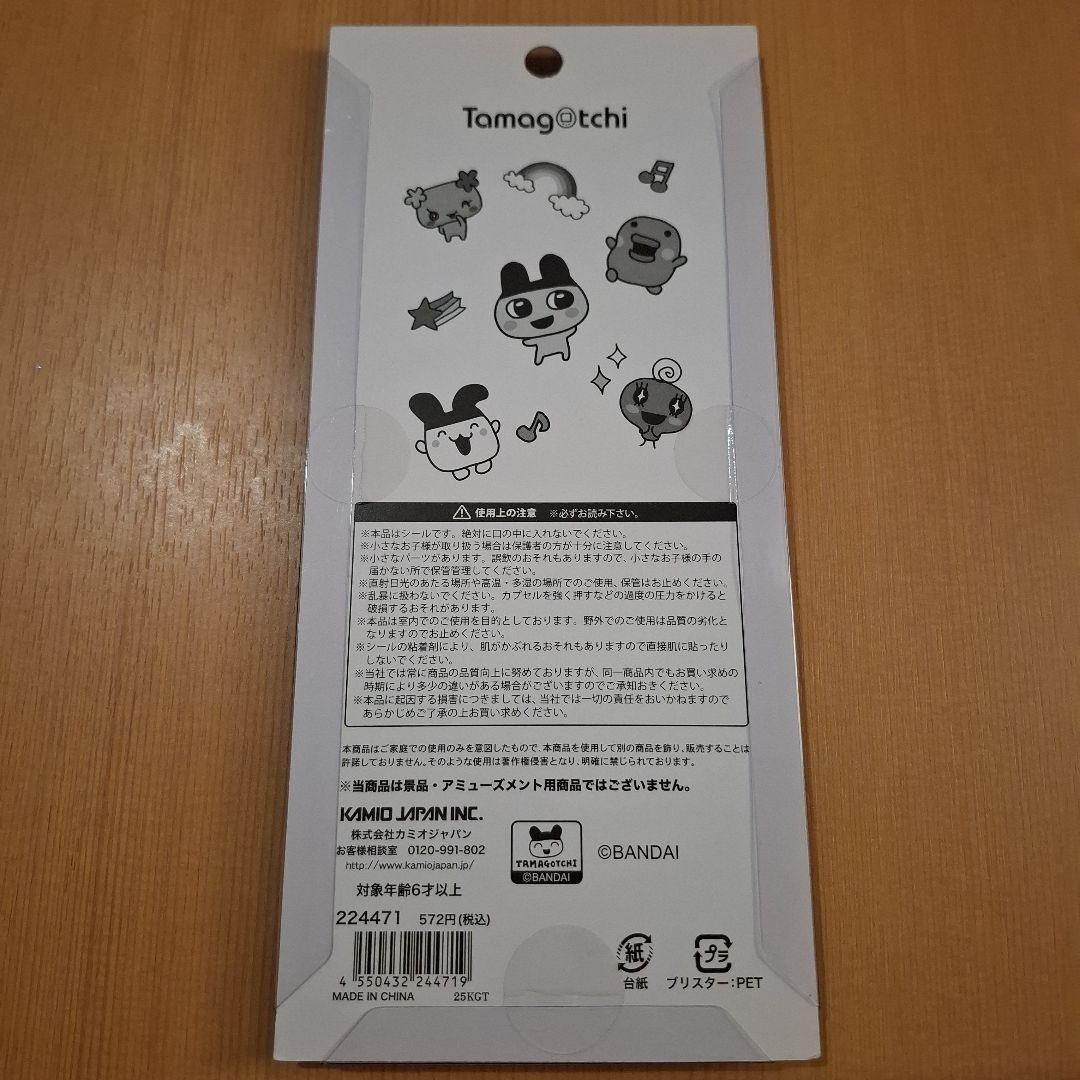 Tamagotchi
使用上の注意 ※必ずお読み下さい。
※本品はシールです。絶対に口の中に入れないでください。
※小さなお子様が取り扱う場合は保護者の方が十分に注意してください。
※小さなパーツがあります。誤飲のおそれもありますので、小さなお子様の手の
届かない所で保管管理してください。
※直射日光のあたる場所や高温・多湿の場所でのご使用、保管はお止めください。
※乱暴に扱わないでください。カプセルを強く押すなどの過度の圧力をかけると
破損するおそれがあります。
※本品は室内でのご使用を目的としております。野外でのご使用は品質の劣化と
なりますのでお止めください。
※シールの粘着剤により、肌がかぶれるおそれもありますので直接肌に貼ったり
しないでください。
※当社では常に商品の品質向上に努めておりますが、同一商品内でもお買い求めの
時期により多少の違いがある場合がございますのでご承知おきください。
※本品に起因する損害につきましては、当社では一切の責任をおいかねますので
あらかじめご了承の上お買い求めください。
本商品はご家庭での使用のみを意図したもので、本商品を使用して別の商品を飾り、販売することは
許諾しておりません。そのような使用は著作権侵害となり、明確に禁じられております。
※当商品は景品・アミューズメント用商品ではございません。
KAMIO JAPAN INC.
株式会社カミオジャパン
お客様相談室 0120-991-802
http://www.kamiojapan.jp/
対象年齢6才以上
TAMAGOTCHI
©BANDAI
©BANDAI
224471 572円(税込)
4 550432 244719
MADE IN CHINA 25KGT
紙
台紙
プラ
ブリスター:PET